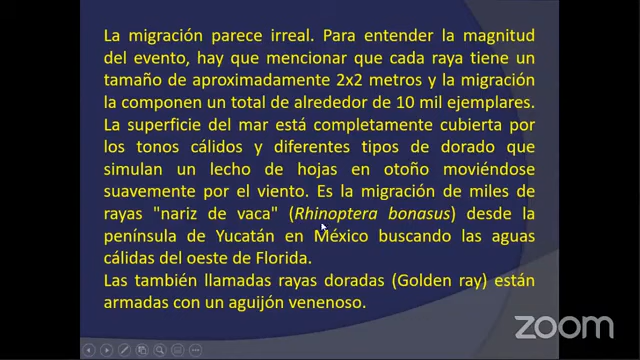 La migración parece irreal. Para entender la magnitud
del evento, hay que mencionar que cada raya tiene un
tamaño de aproximadamente 2x2 metros y la migración
la componen un total de alrededor de 10 mil ejemplares.
La superficie del mar está completamente cubierta por
los tonos cálidos y diferentes tipos de dorado que
simulan un lecho de hojas en otoño moviéndose
suavemente por el viento. Es la migración de miles de
rayas "nariz de vaca" (Rhinoptera bonasus) desde la
península de Yucatán en México buscando las aguas
cálidas del oeste de Florida.
Las también llamadas rayas doradas (Golden ray) están
armadas con un aguijón venenoso.
zoom